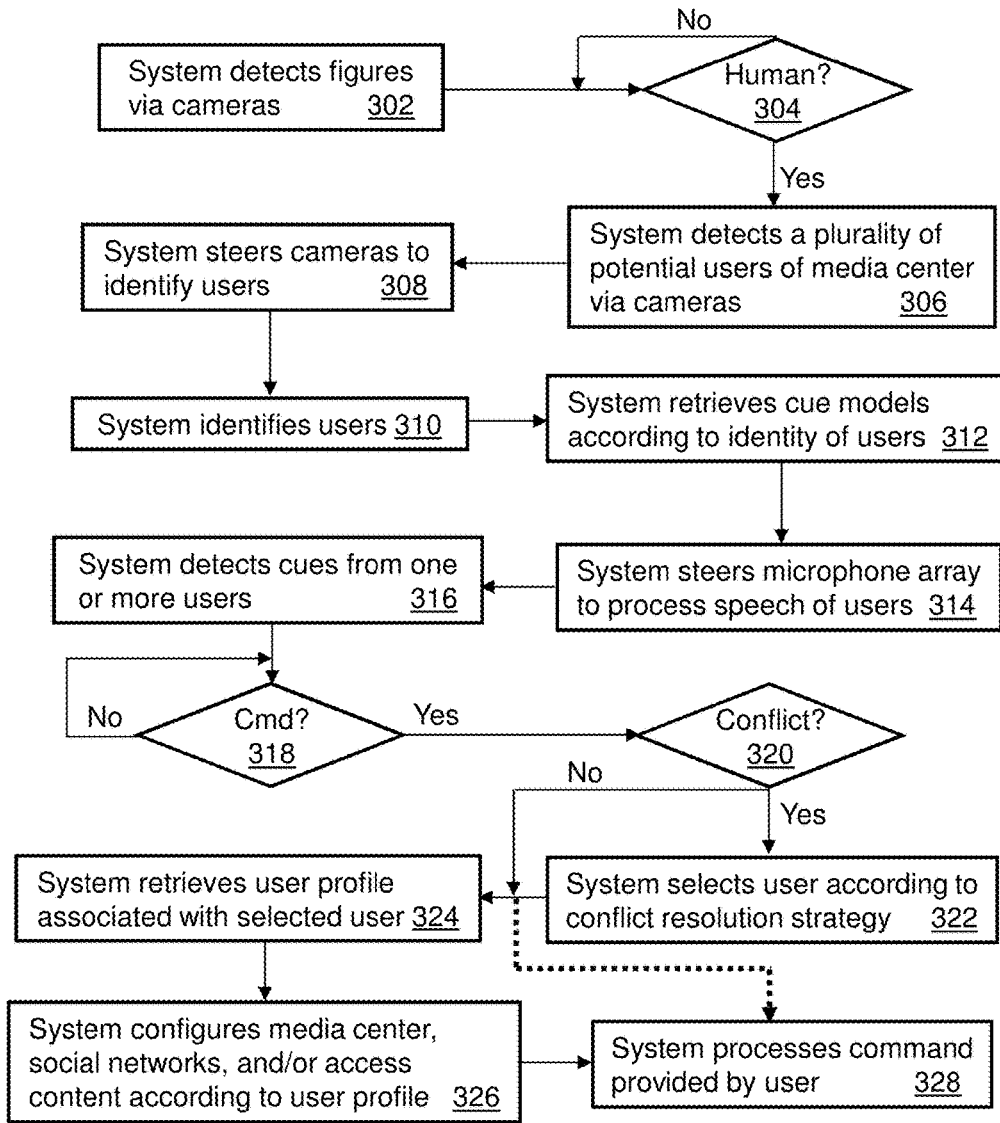 No
System detects figures
via cameras 302
Human?
304
Yes
System steers cameras to
identify users 308
System detects a plurality of
potential users of media center
via cameras 306
System identifies users 310
System retrieves cue models
according to identity of users 312
System detects cues from one
or more users 316
System steers microphone array
to process speech of users 314
No
Cmd?
318
Yes
Conflict?
320
No
Yes
System retrieves user profile
associated with selected user 324
System selects user according to
conflict resolution strategy 322
System configures media center,
social networks, and/or access
content according to user profile 326
System processes command
provided by user 328